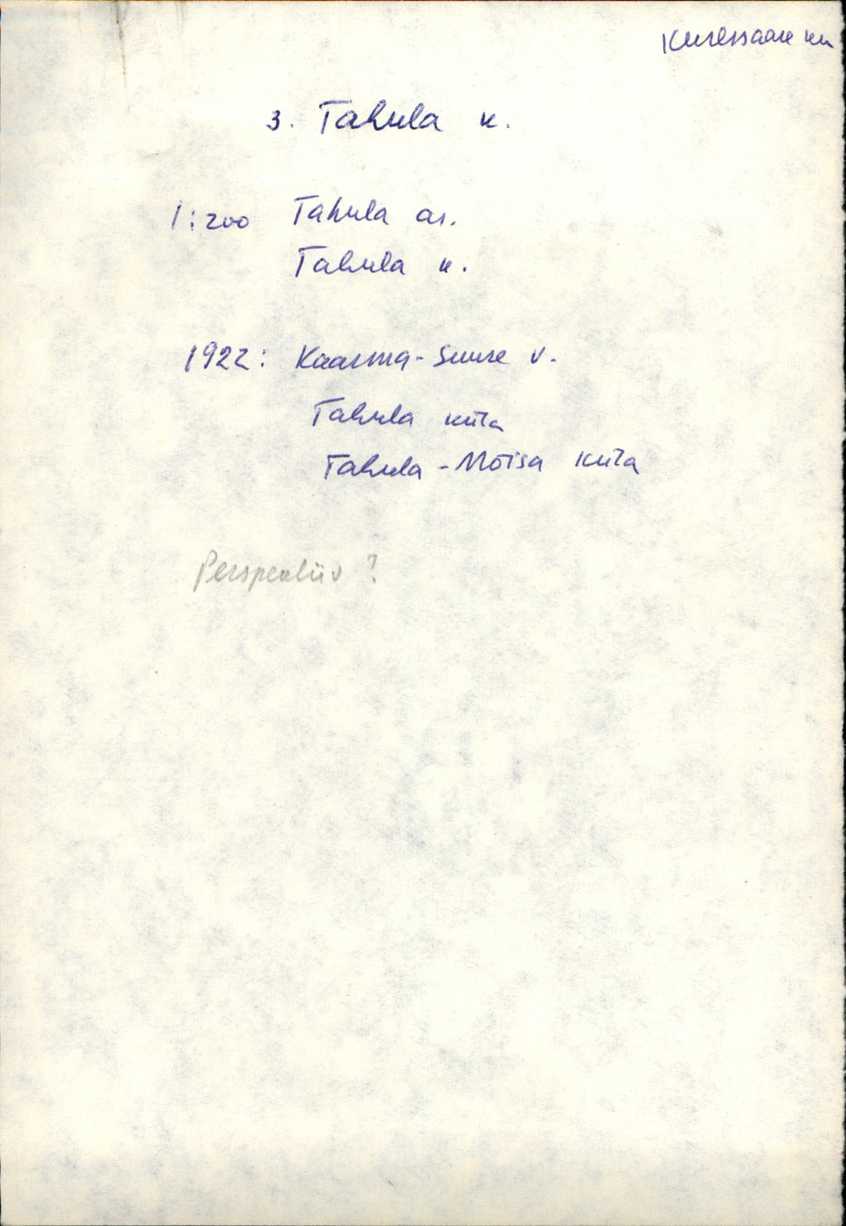 Kuressaare kn
3. Tahula k.
1:200 Tahula as.
Tahula k.
1922: Kaarma-Suure v.
Tahula küla
Tahula-Mõisa küla
Perspektiiv?